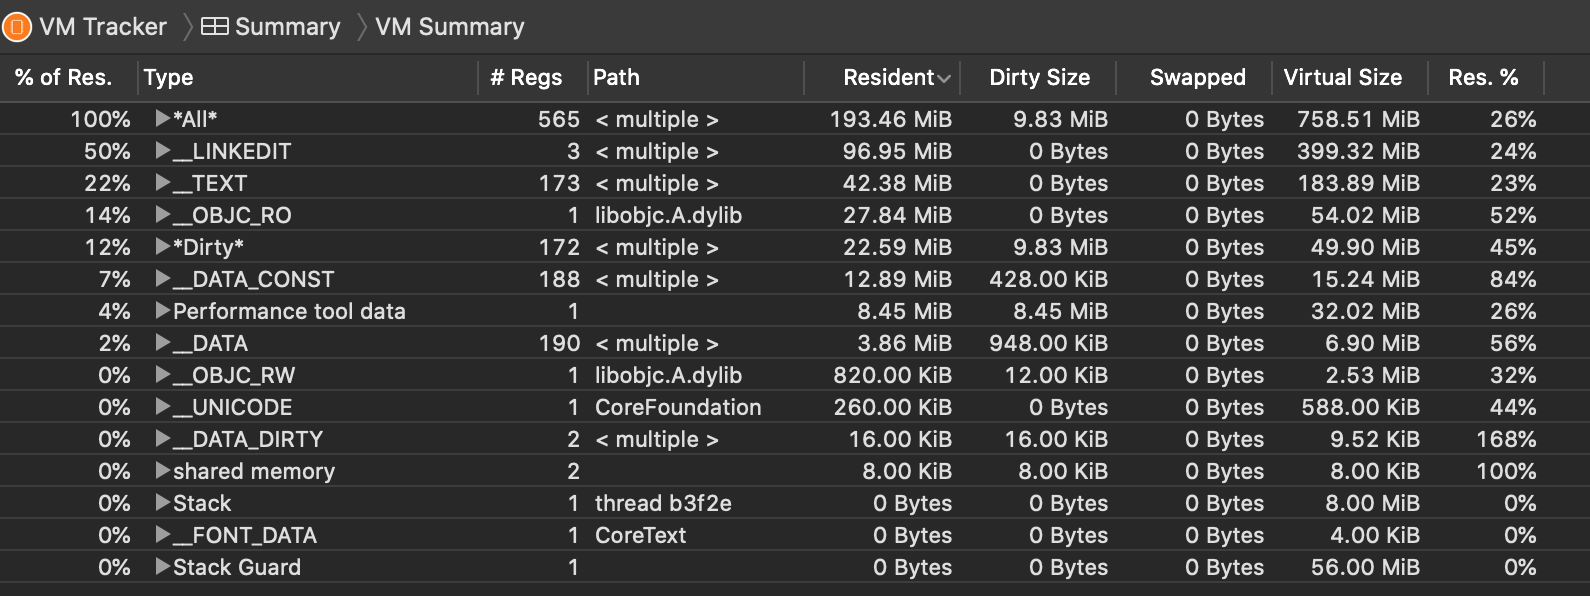 VM Tracker Summary VM Summary
% of Res. Type # Regs Path Resident Dirty Size Swapped Virtual Size Res. %
100% *All* 565 < multiple > 193.46 MiB 9.83 MiB 0 Bytes 758.51 MiB 26%
50% __LINKEDIT 3 < multiple > 96.95 MiB 0 Bytes 0 Bytes 399.32 MiB 24%
22% __TEXT 173 < multiple > 42.38 MiB 0 Bytes 0 Bytes 183.89 MiB 23%
14% __OBJC_RO 1 libobjc.A.dylib 27.84 MiB 0 Bytes 0 Bytes 54.02 MiB 52%
12% *Dirty* 172 < multiple > 22.59 MiB 9.83 MiB 0 Bytes 49.90 MiB 45%
7% __DATA_CONST 188 < multiple > 12.89 MiB 428.00 KiB 0 Bytes 15.24 MiB 84%
4% Performance tool data 1 8.45 MiB 8.45 MiB 0 Bytes 32.02 MiB 26%
2% __DATA 190 < multiple > 3.86 MiB 948.00 KiB 0 Bytes 6.90 MiB 56%
0% __OBJC_RW 1 libobjc.A.dylib 820.00 KiB 12.00 KiB 0 Bytes 2.53 MiB 32%
0% __UNICODE 1 CoreFoundation 260.00 KiB 0 Bytes 0 Bytes 588.00 KiB 44%
0% __DATA_DIRTY 2 < multiple > 16.00 KiB 16.00 KiB 0 Bytes 9.52 KiB 168%
0% shared memory 2 8.00 KiB 8.00 KiB 0 Bytes 8.00 KiB 100%
0% Stack 1 thread b3f2e 0 Bytes 0 Bytes 0 Bytes 8.00 MiB 0%
0% __FONT_DATA 1 CoreText 0 Bytes 0 Bytes 0 Bytes 4.00 KiB 0%
0% Stack Guard 1 0 Bytes 0 Bytes 0 Bytes 56.00 MiB 0%